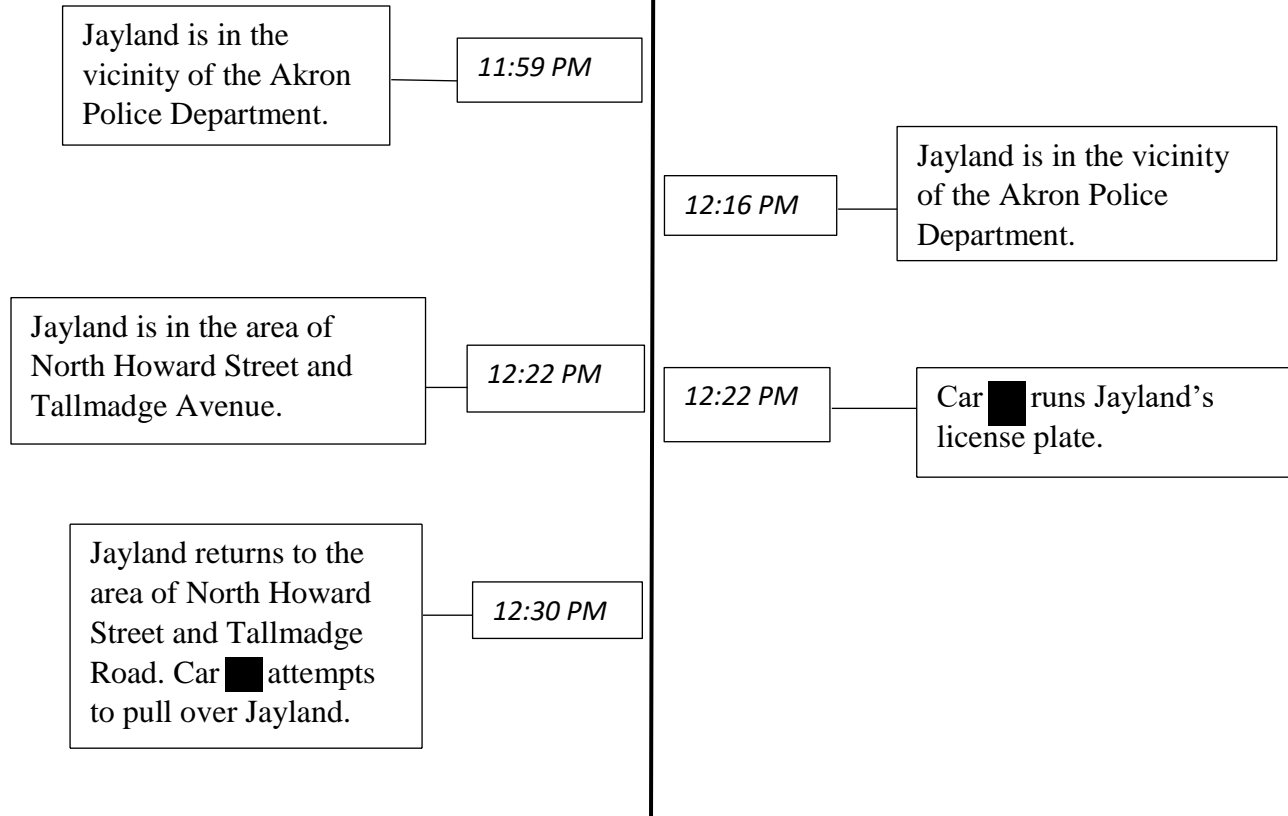 Jayland is in the
vicinity of the Akron
Police Department.
11:59 PM
12:16 PM
Jayland is in the vicinity
of the Akron Police
Department.
Jayland is in the area of
North Howard Street and
Tallmadge Avenue.
12:22 PM
12:22 PM
Car runs Jayland’s
license plate.
Jayland returns to the
area of North Howard
Street and Tallmadge
Road. Car attempts
to pull over Jayland.
12:30 PM